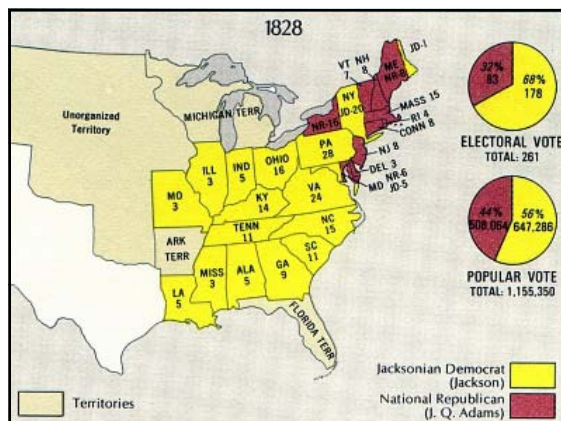 1828
Unorganized
Territory
MICHIGAN TERR
VT
7
NH
8
ME
NR-8
JD-1
NY
JD-20
NR-16
MASS 15
RI 4
CONN 8
NJ 8
DEL 3
MD NR-6
JD-5
PA
28
OHIO
16
IND
5
ILL
3
MO
3
KY
14
VA
24
NC
15
TENN
11
ARK
TERR
SC
11
GA
9
ALA
5
MISS
3
LA
5
FLORIDA TERR
32%
83
68%
178
ELECTORAL VOTE
TOTAL: 261
44%
508,064
56%
647,286
POPULAR VOTE
TOTAL: 1,155,350
Territories
Jacksonian Democrat
(Jackson)
National Republican
(J. Q. Adams)